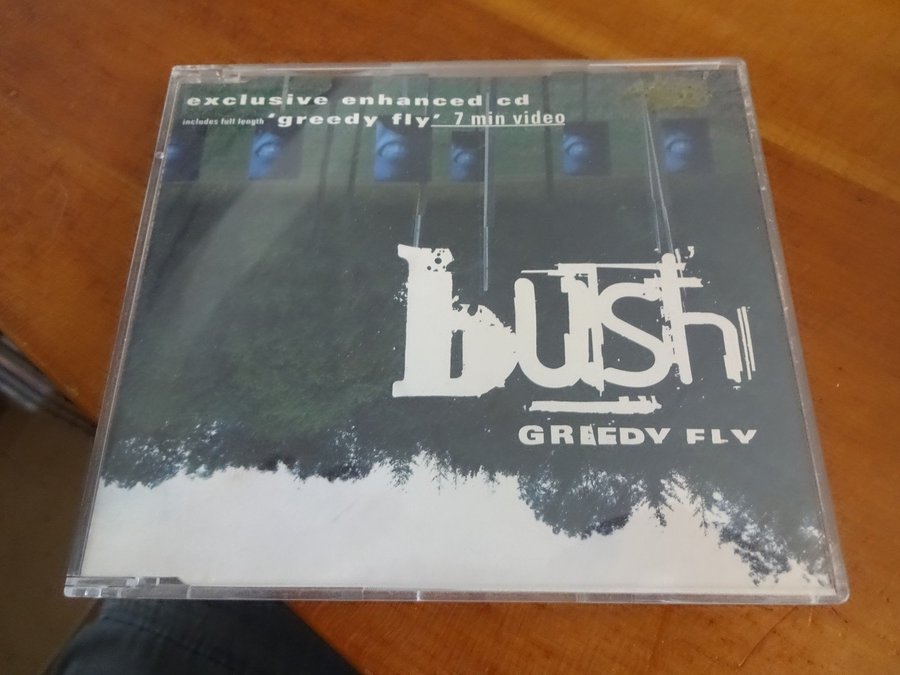 exclusive enhanced cd
includes full length 'greedy fly' 7 min video
bush
GREEDY FLY